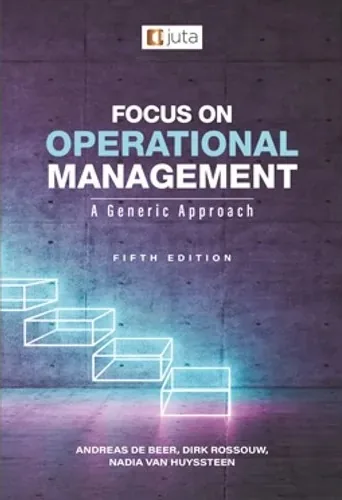 juta
FOCUS ON
OPERATIONAL
MANAGEMENT
A Generic Approach
FIFTH EDITION
ANDREAS DE BEER, DIRK ROSSOUW,
NADIA VAN HUYSSTEEN